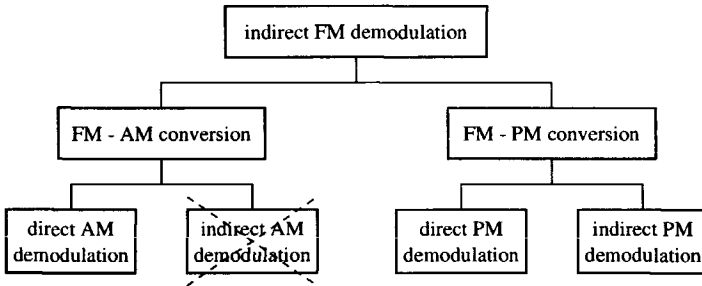 indirect FM demodulation
FM - AM conversion
FM - PM conversion
direct AM
demodulation
indirect AM
demodulation
direct PM
demodulation
indirect PM
demodulation